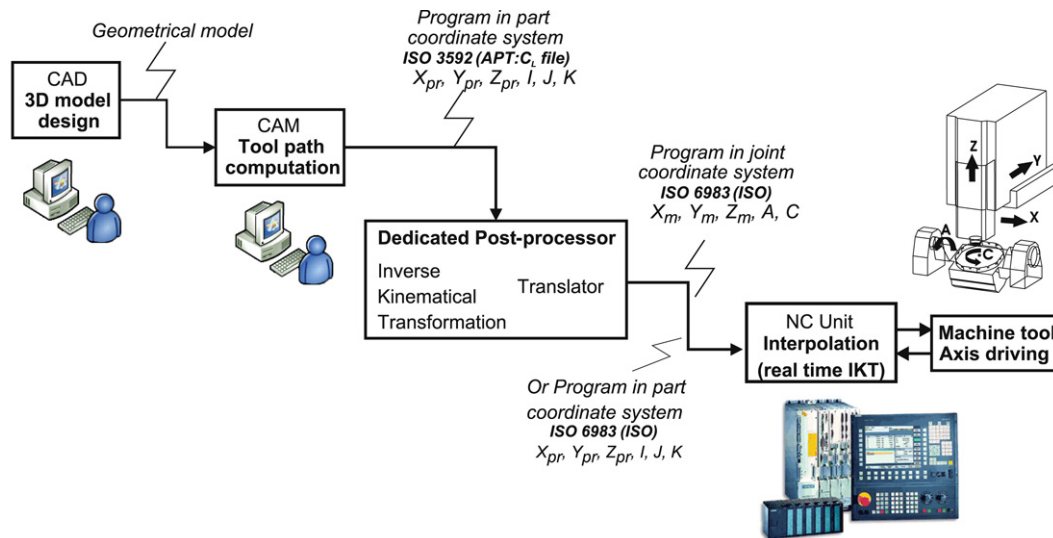 Geometrical model
CAD
3D model
design
Program in part
coordinate system
ISO 3592 (APT:CL file)
Xpr, Ypr, Zpr, I, J, K
CAM
Tool path
computation
Dedicated Post-processor
Inverse
Kinematical
Transformation
Translator
Program in joint
coordinate system
ISO 6983 (ISO)
Xm, Ym, Zm, A, C
Or Program in part
coordinate system
ISO 6983 (ISO)
Xpr, Ypr, Zpr, I, J, K
NC Unit
Interpolation
(real time IKT)
Machine tool
Axis driving
Z
Y
X
A
C